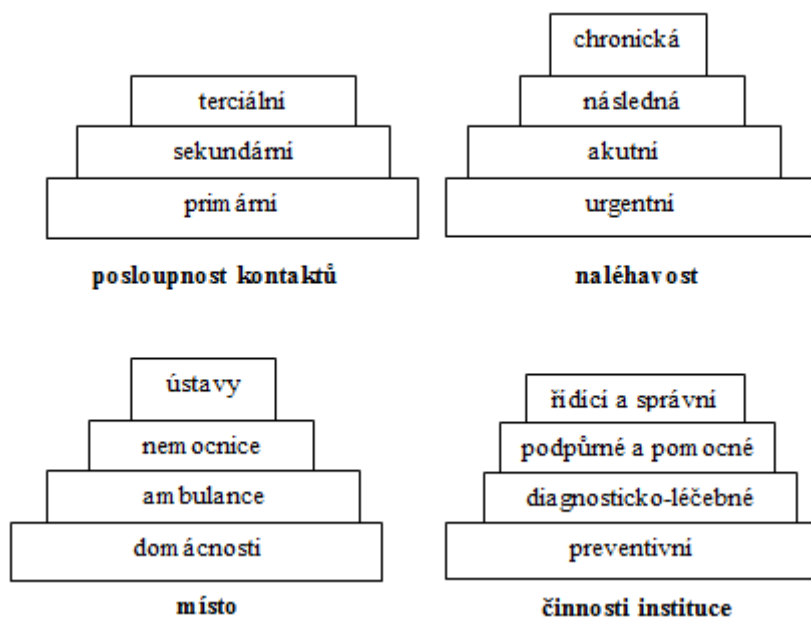 terciální
sekundární
primární
posloupnost kontaktů
chronická
následná
akutní
urgentní
naléhavost
ústavy
nemocnice
ambulance
domácnosti
místo
řídící a správní
podpůrné a pomocné
diagnosticko-léčebné
preventivní
činnosti instituce